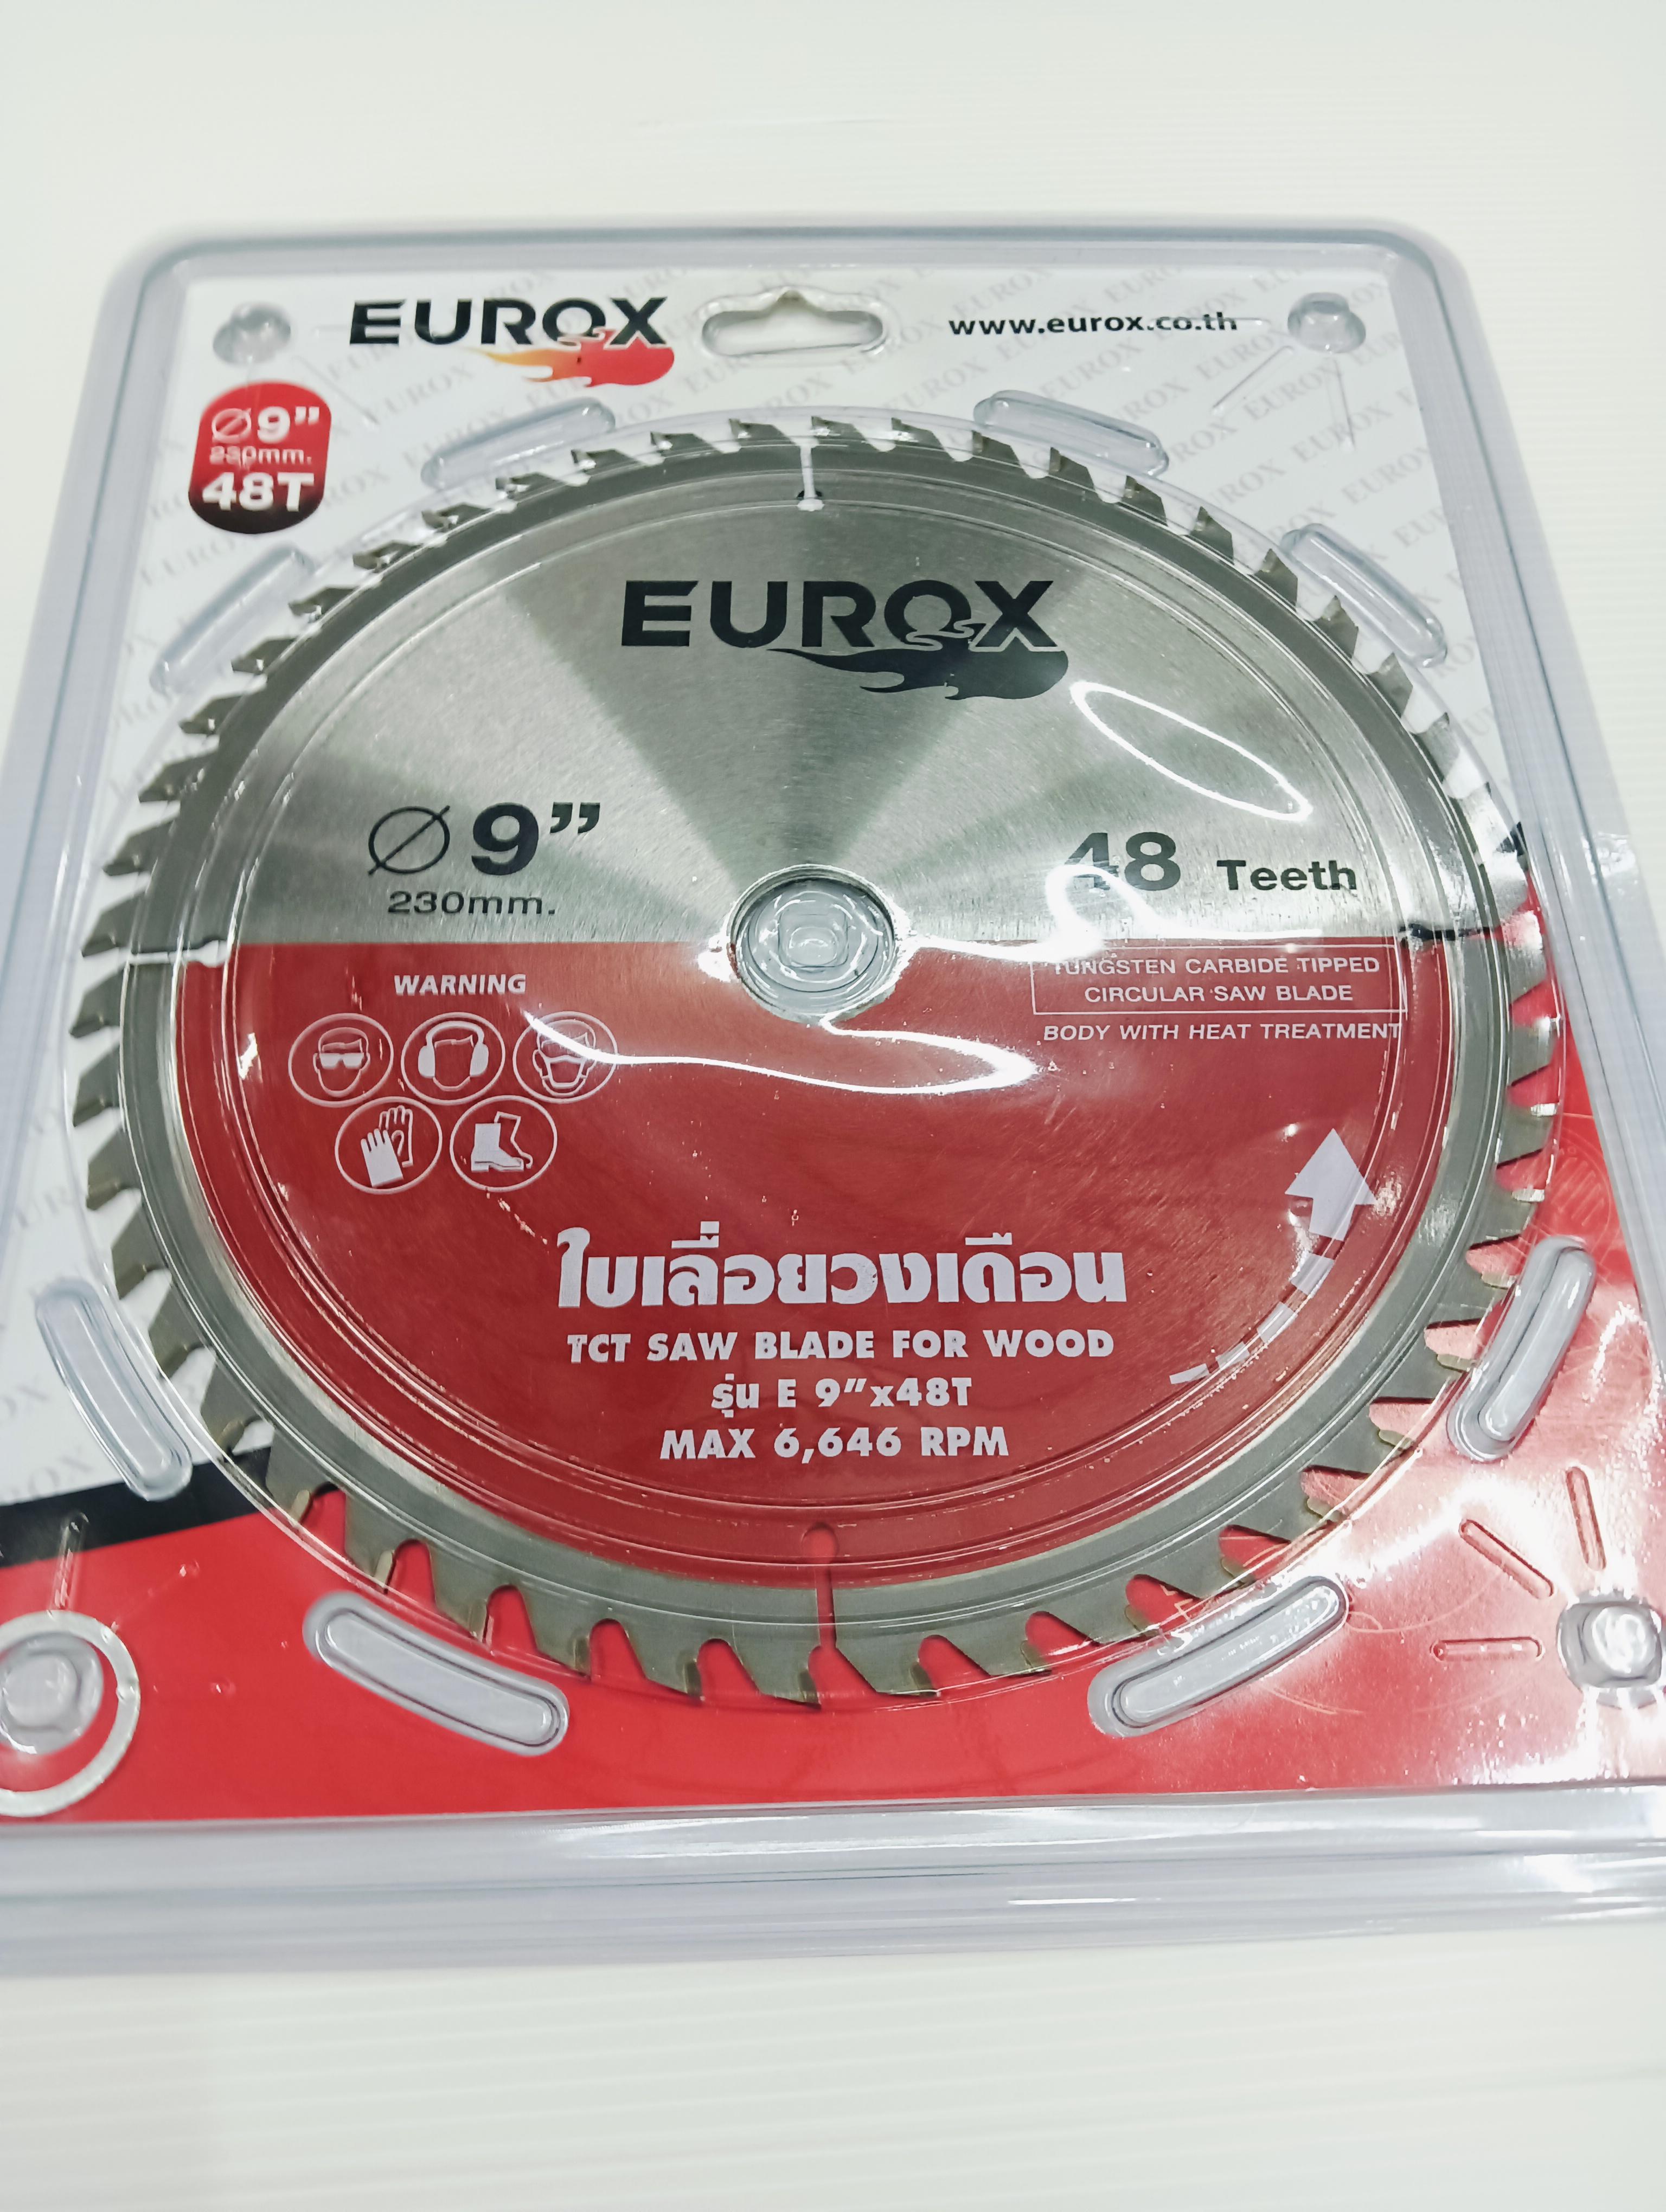 EUROX
www.eurox.co.th
Ø9"
230mm.
48T
EUROX
Ø 9"
230mm.
48 Teeth
WARNING
TUNGSTEN CARBIDE TIPPED
CIRCULAR SAW BLADE
BODY WITH HEAT TREATMENT
ใบเลื่อยวงเดือน
TCT SAW BLADE FOR WOOD
รุ่น E 9"x48T
MAX 6,646 RPM